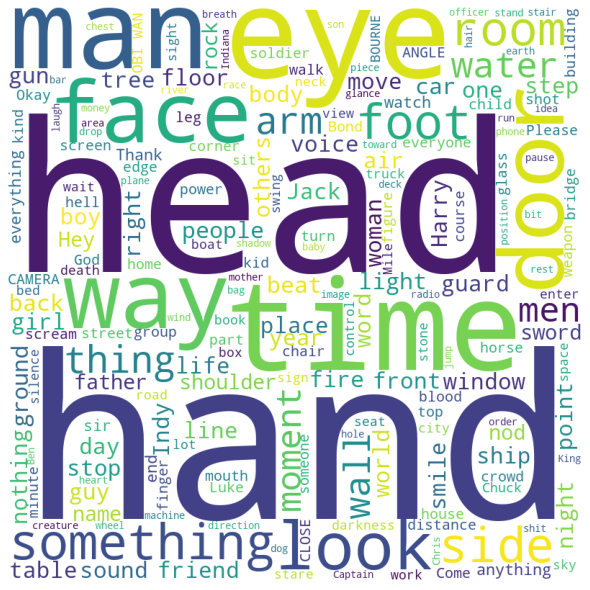 man
eye
room
OBI WAN
breath
sight
Indiana
rock
son
officer
stand
stair
hair
building
earth
piece
BOURNE
ANGLE
chest
bar
money
gun
tree
floor
soldier
walk
neck
move
car
one
step
water
Okay
area
river
race
glance
toward
run
idea
phone
shot
Please
child
watch
view
Bond
body
leg
laugh
drop
kind
everything
screen
Thank
corner
edge
sit
face
arm
foot
voice
everyone
air
truck
deck
pause
bit
rest
position
glass
bridge
weapon
door
head
wait
hell
power
plane
boy
right
others
swing
Jack
woman
Mile
figure
Harry
course
Hey
God
death
people
boat
shadow
turn
baby
kid
CAMERA
bed
home
mother
wind
bag
light
guard
enter
back
girl
scream
street
group
way
time
beat
image
radio
control
word
men
sword
horse
space
jump
stone
place
book
part
box
year
chair
thing
life
ground
silence
father
shoulder
sign
fire
front
window
point
road
sir
day
stop
nothing
minute
Ben
heart
guy
name
Indy
lot
end
finger
line
mouth
Luke
moment
someone
hole
seat
wall
world
blood
top
city
smile
nod
order
ship
crowd
King
Chuck
hand
house
shit
night
sky
creature
wheel
machine
direction
something
look
CLOSE
darkness
distance
Chris
side
table
sound
friend
dog
stare
Captain
work
Come
anything